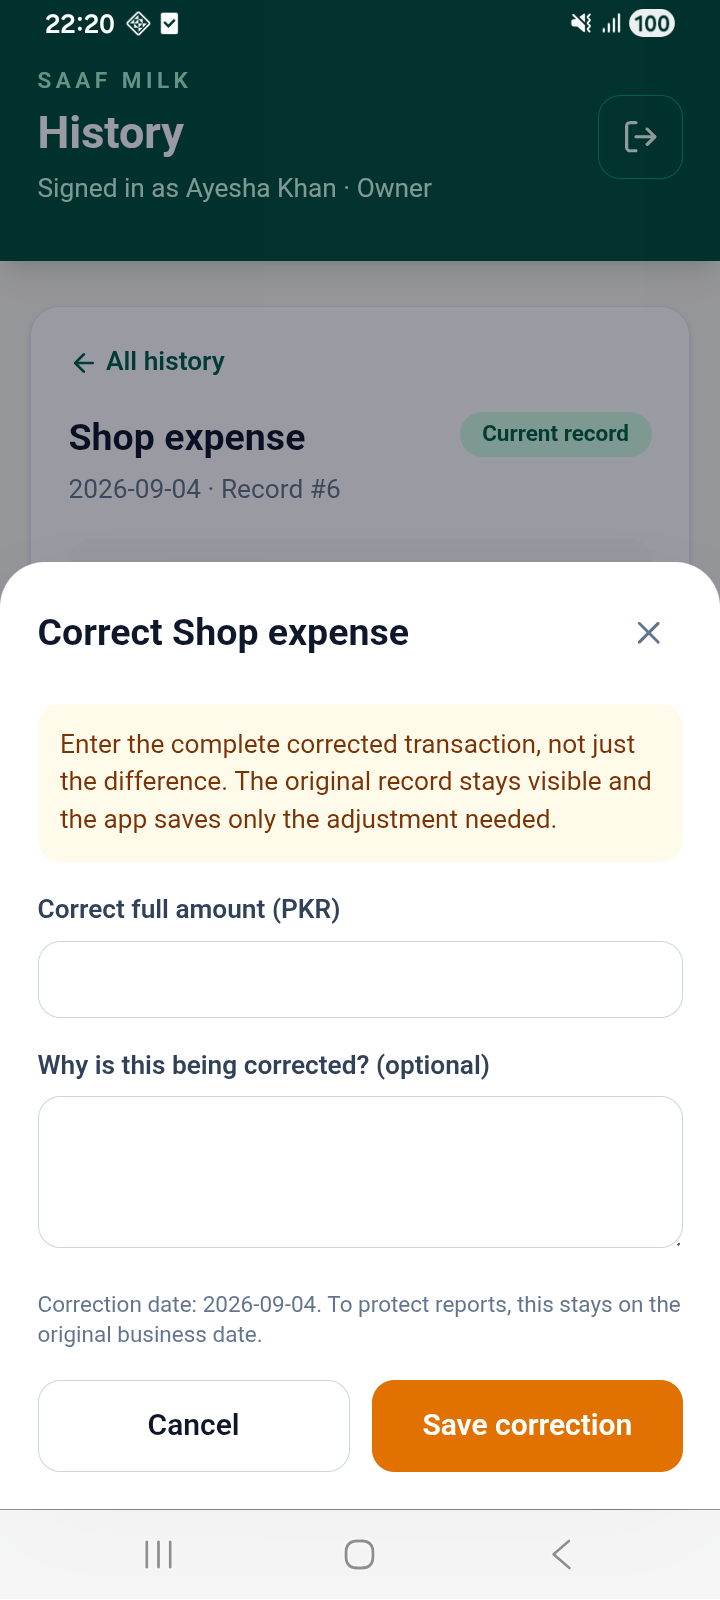 22:20
100
SAAF MILK
History
Signed in as Ayesha Khan · Owner
All history
Shop expense
Current record
2026-09-04 · Record #6
Correct Shop expense
Enter the complete corrected transaction, not just
the difference. The original record stays visible and
the app saves only the adjustment needed.
Correct full amount (PKR)
Why is this being corrected? (optional)
Correction date: 2026-09-04. To protect reports, this stays on the
original business date.
Cancel
Save correction